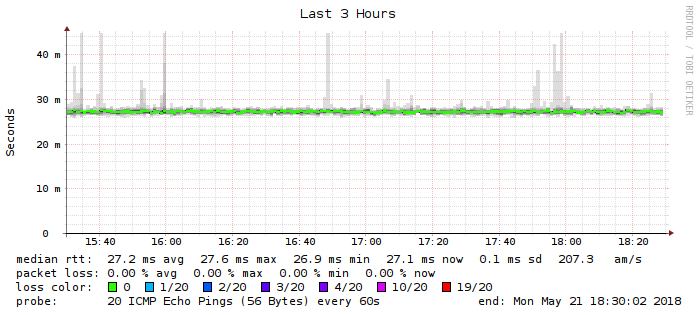 Last 3 Hours
RRDTOOL / TOBI OETIKER
Seconds
40 m
30 m
20 m
10 m
0
15:40 16:00 16:20 16:40 17:00 17:20 17:40 18:00 18:20
median rtt: 27.2 ms avg 27.6 ms max 26.9 ms min 27.1 ms now 0.1 ms sd 207.3 am/s
packet loss: 0.00 % avg 0.00 % max 0.00 % min 0.00 % now
loss color: 0 1/20 2/20 3/20 4/20 10/20 19/20
probe: 20 ICMP Echo Pings (56 Bytes) every 60s end: Mon May 21 18:30:02 2018